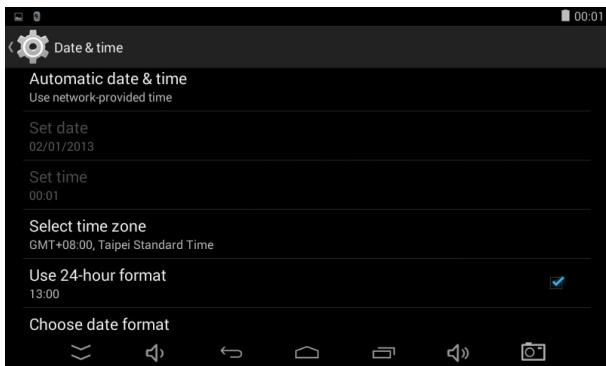 00:01
Date & time
Automatic date & time
Use network-provided time
Set date
02/01/2013
Set time
00:01
Select time zone
GMT+08:00, Taipei Standard Time
Use 24-hour format
13:00
Choose date format